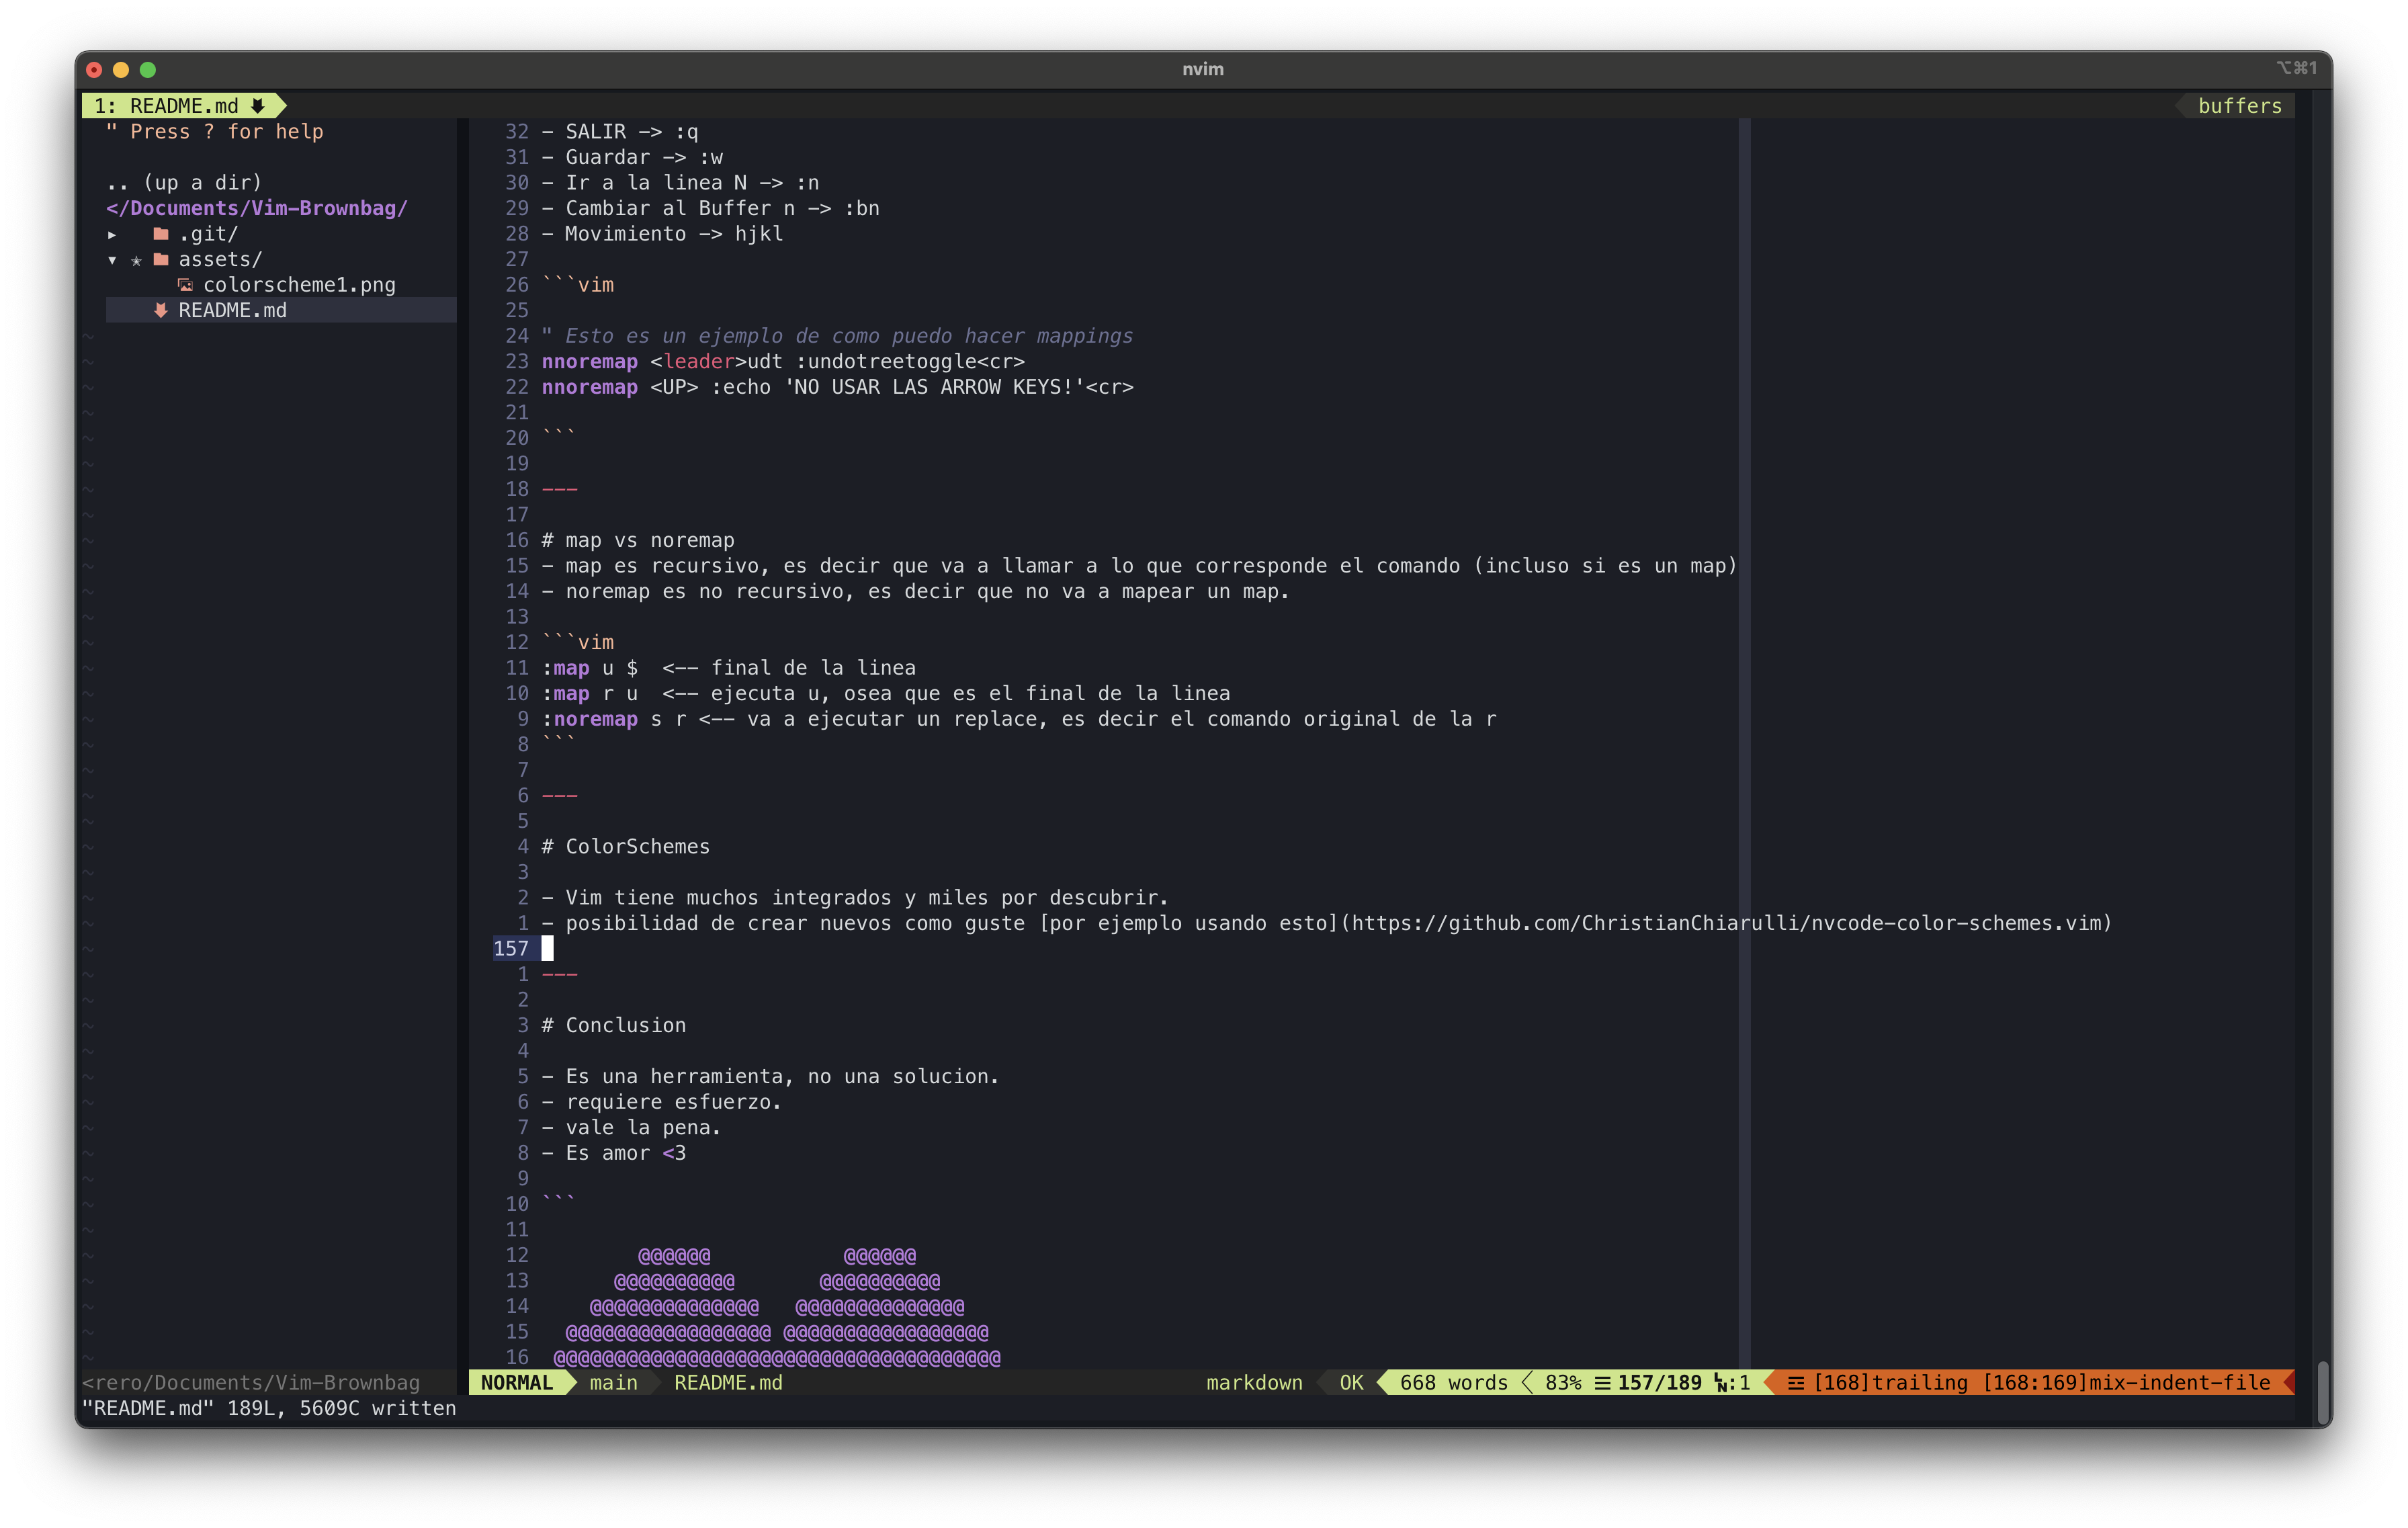 nvim
⌥⌘1
1: README.md
buffers
" Press ? for help
.. (up a dir)
</Documents/Vim-Brownbag/
▸ .git/
▾ ★ assets/
colorscheme1.png
README.md
32 - SALIR -> :q
31 - Guardar -> :w
30 - Ir a la linea N -> :n
29 - Cambiar al Buffer n -> :bn
28 - Movimiento -> hjkl
27
26 ```vim
25
24 " Esto es un ejemplo de como puedo hacer mappings
23 nnoremap <leader>udt :undotreetoggle<cr>
22 nnoremap <UP> :echo 'NO USAR LAS ARROW KEYS!'<cr>
21
20 ```
19
18 ---
17
16 # map vs noremap
15 - map es recursivo, es decir que va a llamar a lo que corresponde el comando (incluso si es un map)
14 - noremap es no recursivo, es decir que no va a mapear un map.
13
12 ```vim
11 :map u $  <-- final de la linea
10 :map r u  <-- ejecuta u, osea que es el final de la linea
9 :noremap s r <-- va a ejecutar un replace, es decir el comando original de la r
8 ```
7
6 ---
5
4 # ColorSchemes
3
2 - Vim tiene muchos integrados y miles por descubrir.
1 - posibilidad de crear nuevos como guste [por ejemplo usando esto](https://github.com/ChristianChiarulli/nvcode-color-schemes.vim)
157
1 ---
2
3 # Conclusion
4
5 - Es una herramienta, no una solucion.
6 - requiere esfuerzo.
7 - vale la pena.
8 - Es amor <3
9
10 ```
11
12         @@@@@@           @@@@@@
13       @@@@@@@@@@       @@@@@@@@@@
14     @@@@@@@@@@@@@@   @@@@@@@@@@@@@@
15   @@@@@@@@@@@@@@@@@ @@@@@@@@@@@@@@@@@
16  @@@@@@@@@@@@@@@@@@@@@@@@@@@@@@@@@@@@@
<rero/Documents/Vim-Brownbag
NORMAL main README.md
markdown OK 668 words 83% ☰ 157/189 ␤:1 ☲ [168]trailing [168:169]mix-indent-file
"README.md" 189L, 5609C written